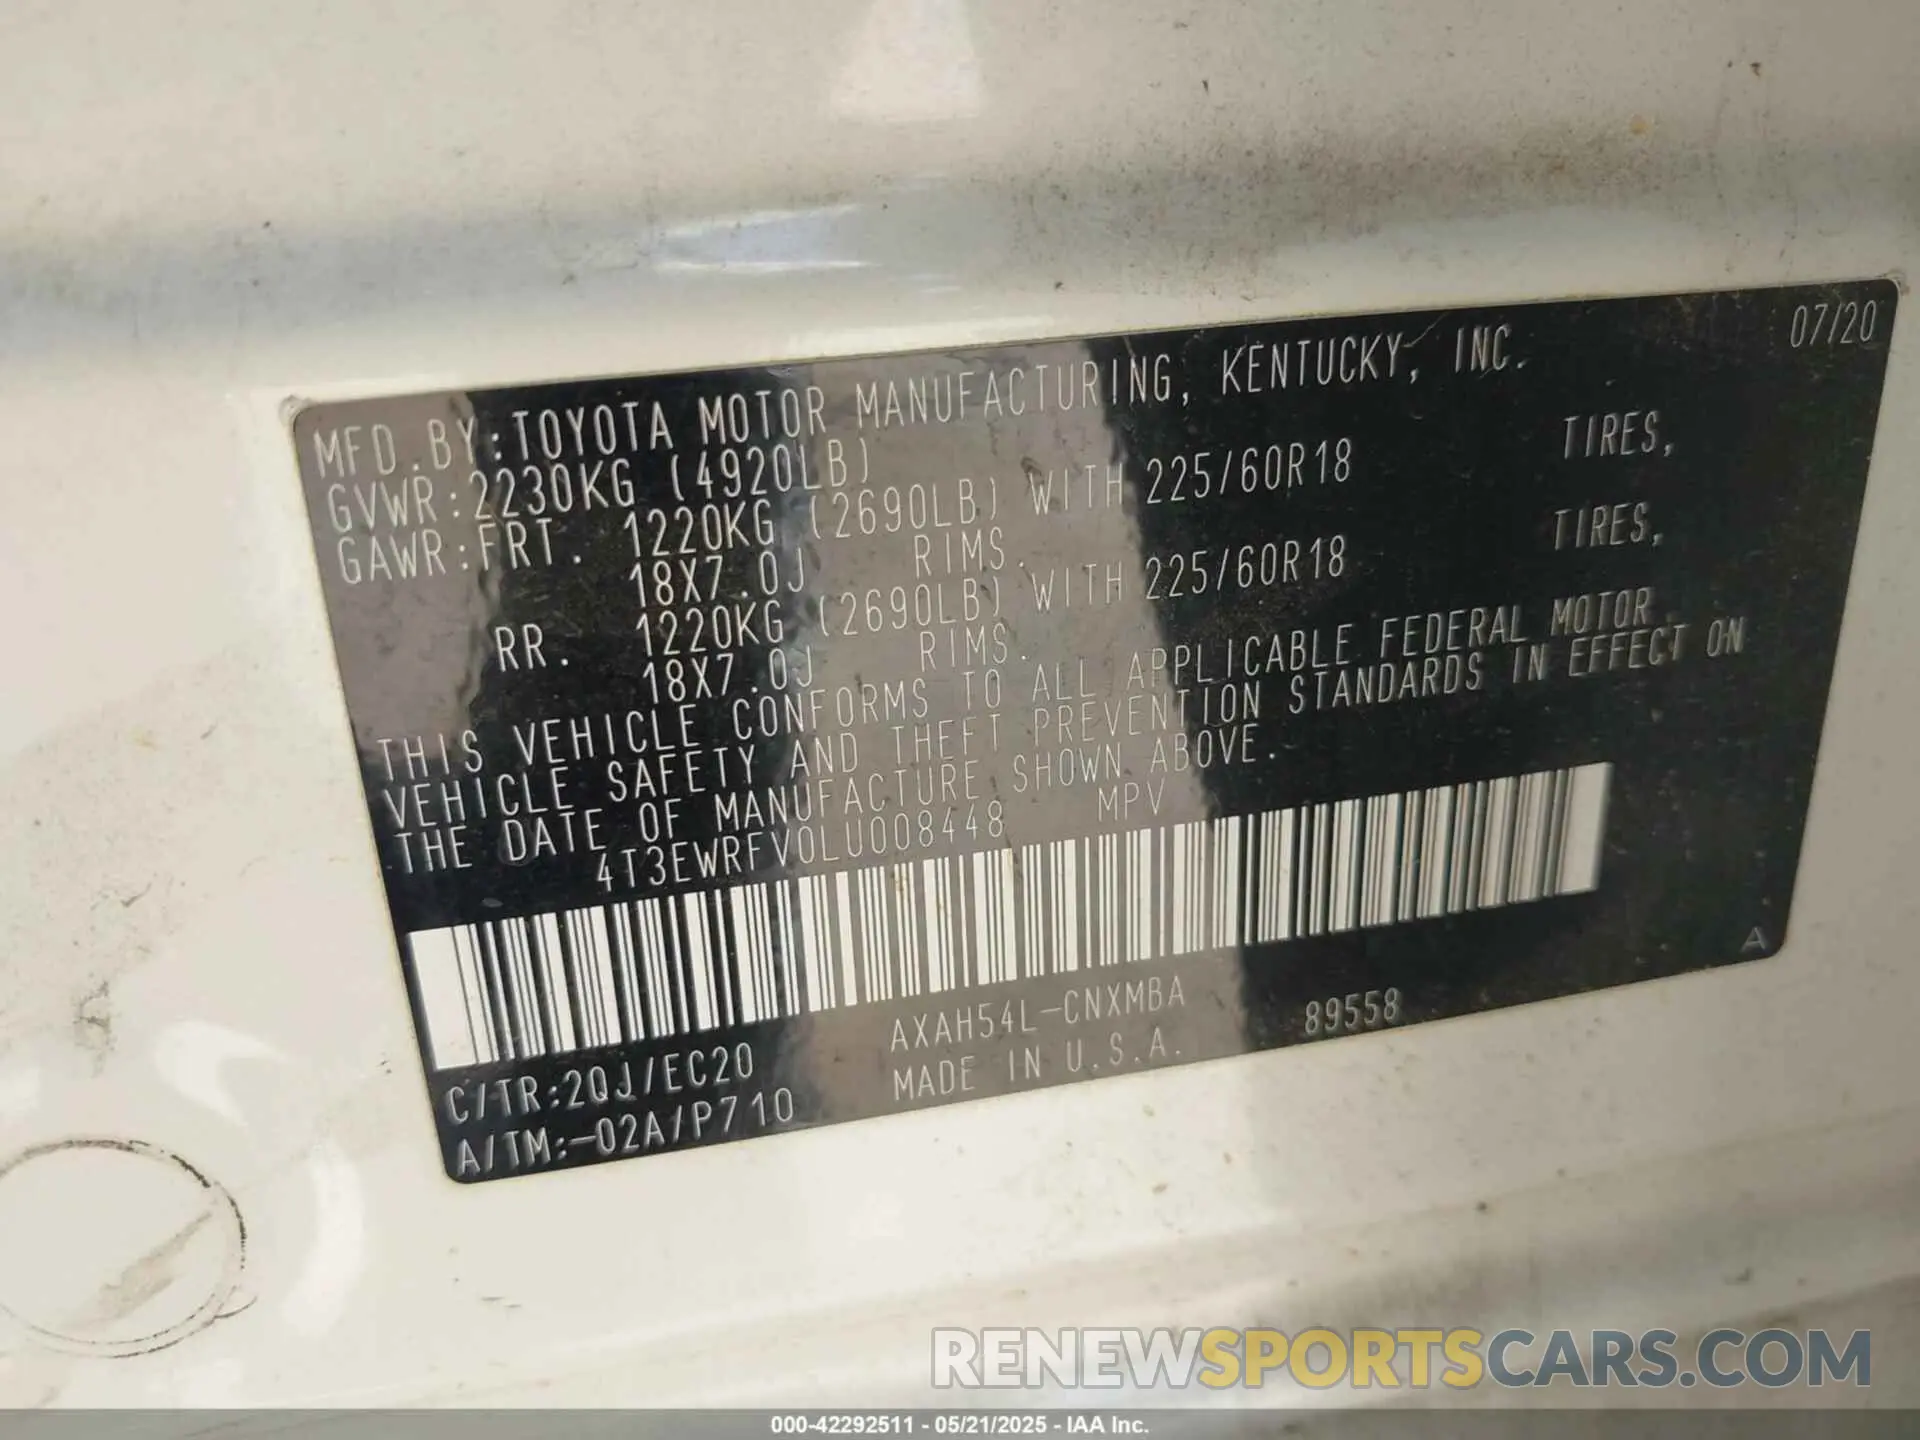 07/20
MFD.BY:TOYOTA MOTOR MANUFACTURING, KENTUCKY, INC.
GVWR:2230KG (4920LB)
GAWR:FRT. 1220KG (2690LB) WITH 225/60R18 TIRES,
18X7.0J RIMS.
RR. 1220KG (2690LB) WITH 225/60R18 TIRES,
18X7.0J RIMS.
THIS VEHICLE CONFORMS TO ALL APPLICABLE FEDERAL MOTOR
VEHICLE SAFETY AND THEFT PREVENTION STANDARDS IN EFFECT ON
THE DATE OF MANUFACTURE SHOWN ABOVE.
4T3EWRFV0LU008448 MPV
A
AXAH54L-CNXMBA 89558
C/TR:2QJ/EC20 MADE IN U.S.A.
A/TM:-02A/P710
RENEWSPORTSCARS.COM
000-42292511 - 05/21/2025 - IAA Inc.